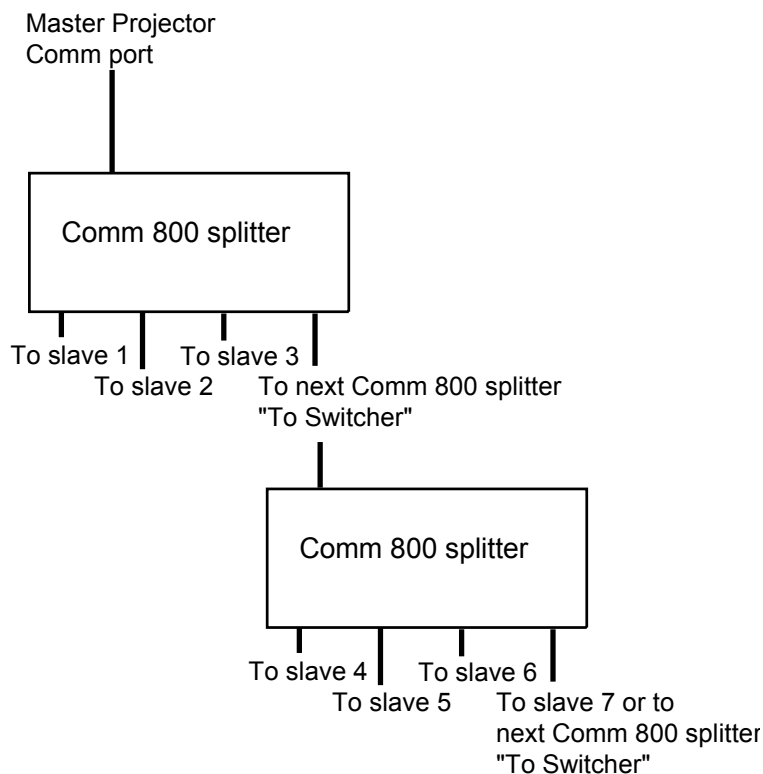 Master Projector
Comm port
Comm 800 splitter
To slave 1
To slave 2
To slave 3
To next Comm 800 splitter
"To Switcher"
Comm 800 splitter
To slave 4
To slave 5
To slave 6
To slave 7 or to
next Comm 800 splitter
"To Switcher"